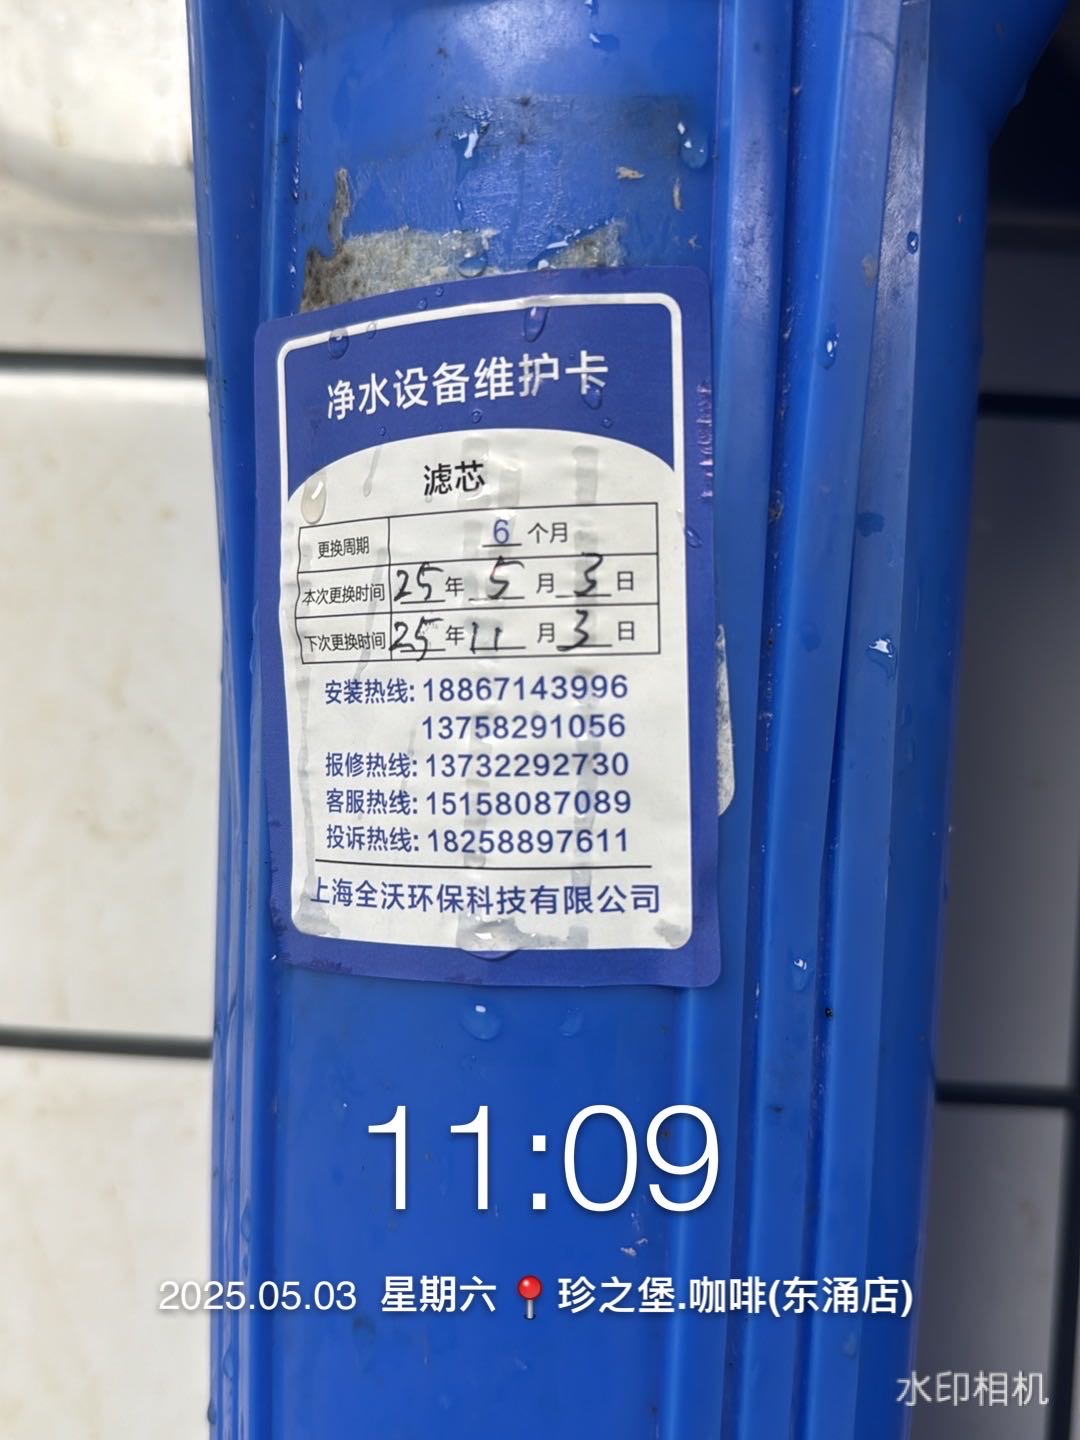 净水设备维护卡
滤芯
更换周期 6 个月
本次更换时间 25 年 5 月 3 日
下次更换时间 25 年 11 月 3 日
安装热线: 18867143996
13758291056
报修热线: 13732292730
客服热线: 15158087089
投诉热线: 18258897611
上海全沃环保科技有限公司
11:09
2025.05.03 星期六 📍 珍之堡.咖啡(东涌店)
水印相机